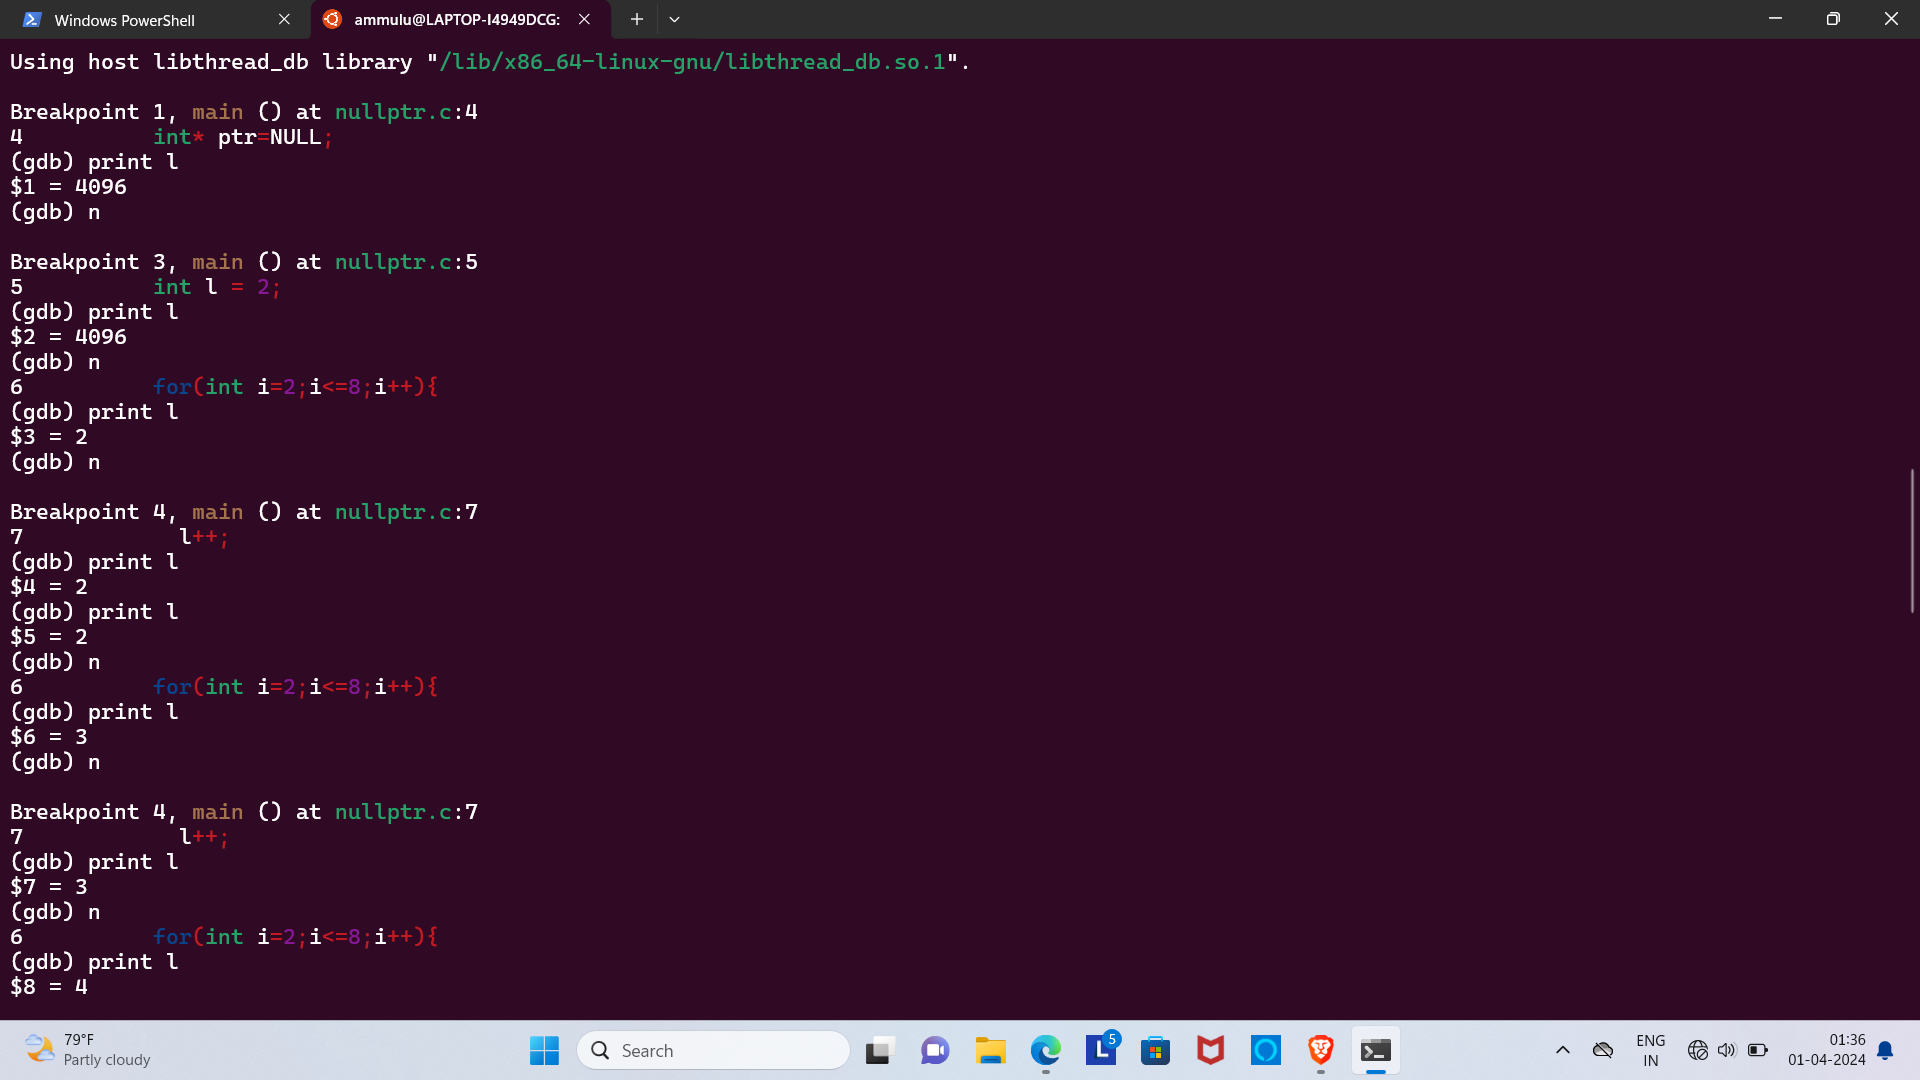 Windows PowerShell
ammulu@LAPTOP-I4949DCG:
Using host libthread_db library "/lib/x86_64-linux-gnu/libthread_db.so.1".
Breakpoint 1, main () at nullptr.c:4
4 int* ptr=NULL;
(gdb) print l
$1 = 4096
(gdb) n
Breakpoint 3, main () at nullptr.c:5
5 int l = 2;
(gdb) print l
$2 = 4096
(gdb) n
6 for(int i=2;i<=8;i++){
(gdb) print l
$3 = 2
(gdb) n
Breakpoint 4, main () at nullptr.c:7
7 l++;
(gdb) print l
$4 = 2
(gdb) print l
$5 = 2
(gdb) n
6 for(int i=2;i<=8;i++){
(gdb) print l
$6 = 3
(gdb) n
Breakpoint 4, main () at nullptr.c:7
7 l++;
(gdb) print l
$7 = 3
(gdb) n
6 for(int i=2;i<=8;i++){
(gdb) print l
$8 = 4
79°F
Partly cloudy
Search
L 5
ENG
IN
01:36
01-04-2024